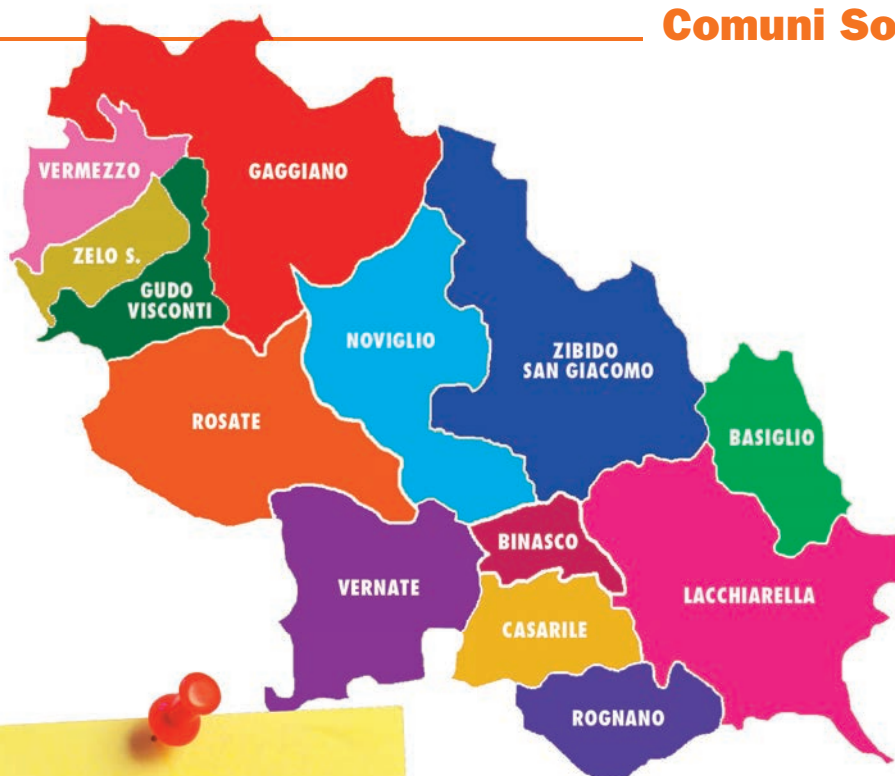 Comuni So
VERMEZZO
GAGGIANO
ZELO S.
GUDO
VISCONTI
NOVIGLIO
ZIBIDO
SAN GIACOMO
ROSATE
BASIGLIO
BINASCO
VERNATE
LACCHIARELLA
CASARILE
ROGNANO